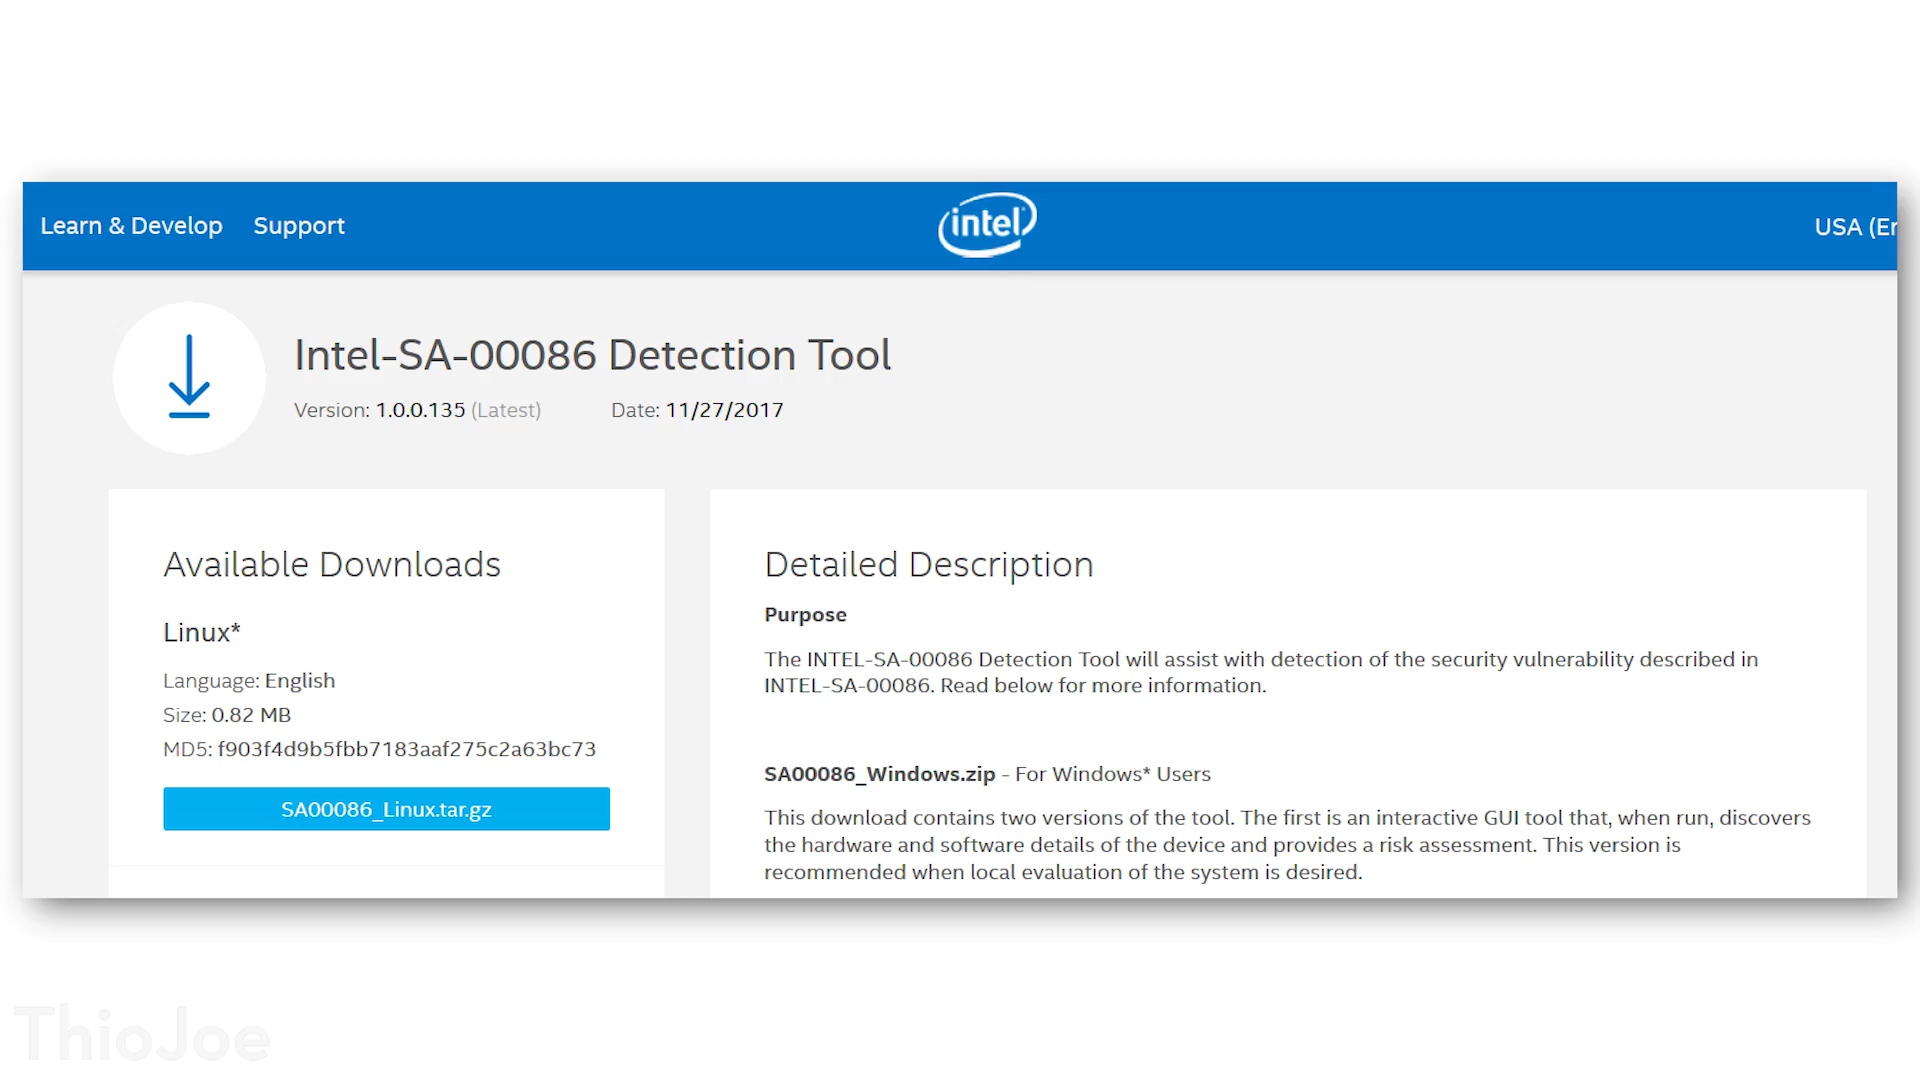 Learn & Develop Support intel USA (Er
Intel-SA-00086 Detection Tool
Version: 1.0.0.135 (Latest) Date: 11/27/2017
Available Downloads
Linux*
Language: English
Size: 0.82 MB
MD5: f903f4d9b5fbb7183aaf275c2a63bc73
SA00086_Linux.tar.gz
Detailed Description
Purpose
The INTEL-SA-00086 Detection Tool will assist with detection of the security vulnerability described in
INTEL-SA-00086. Read below for more information.
SA00086_Windows.zip - For Windows* Users
This download contains two versions of the tool. The first is an interactive GUI tool that, when run, discovers
the hardware and software details of the device and provides a risk assessment. This version is
recommended when local evaluation of the system is desired.
ThioJoe